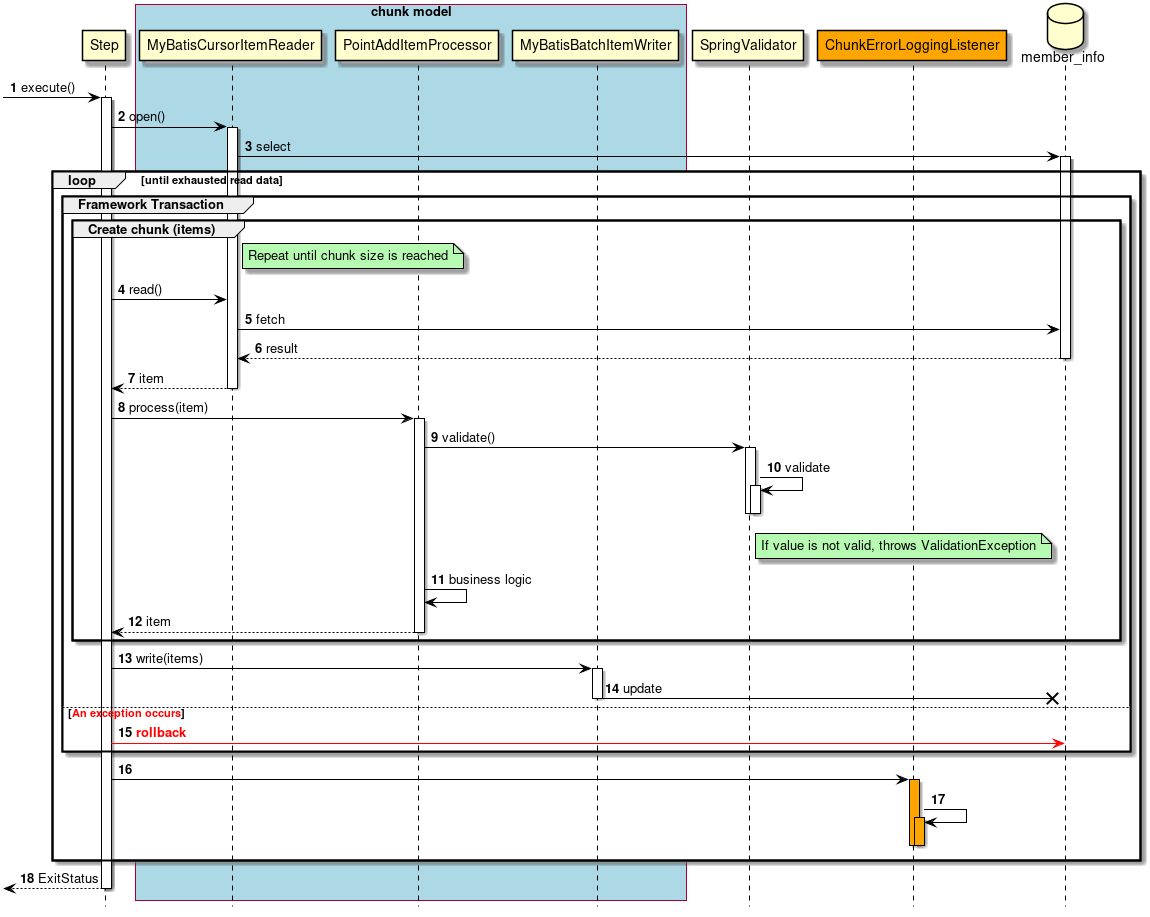 chunk model
Step
MyBatisCursorItemReader
PointAddItemProcessor
MyBatisBatchItemWriter
SpringValidator
ChunkErrorLoggingListener
member_info
1 execute()
2 open()
3 select
loop
[until exhausted read data]
Framework Transaction
Create chunk (items)
Repeat until chunk size is reached
4 read()
5 fetch
6 result
7 item
8 process(item)
9 validate()
10 validate
If value is not valid, throws ValidationException
11 business logic
12 item
13 write(items)
14 update
[An exception occurs]
15 rollback
16
17
18 ExitStatus